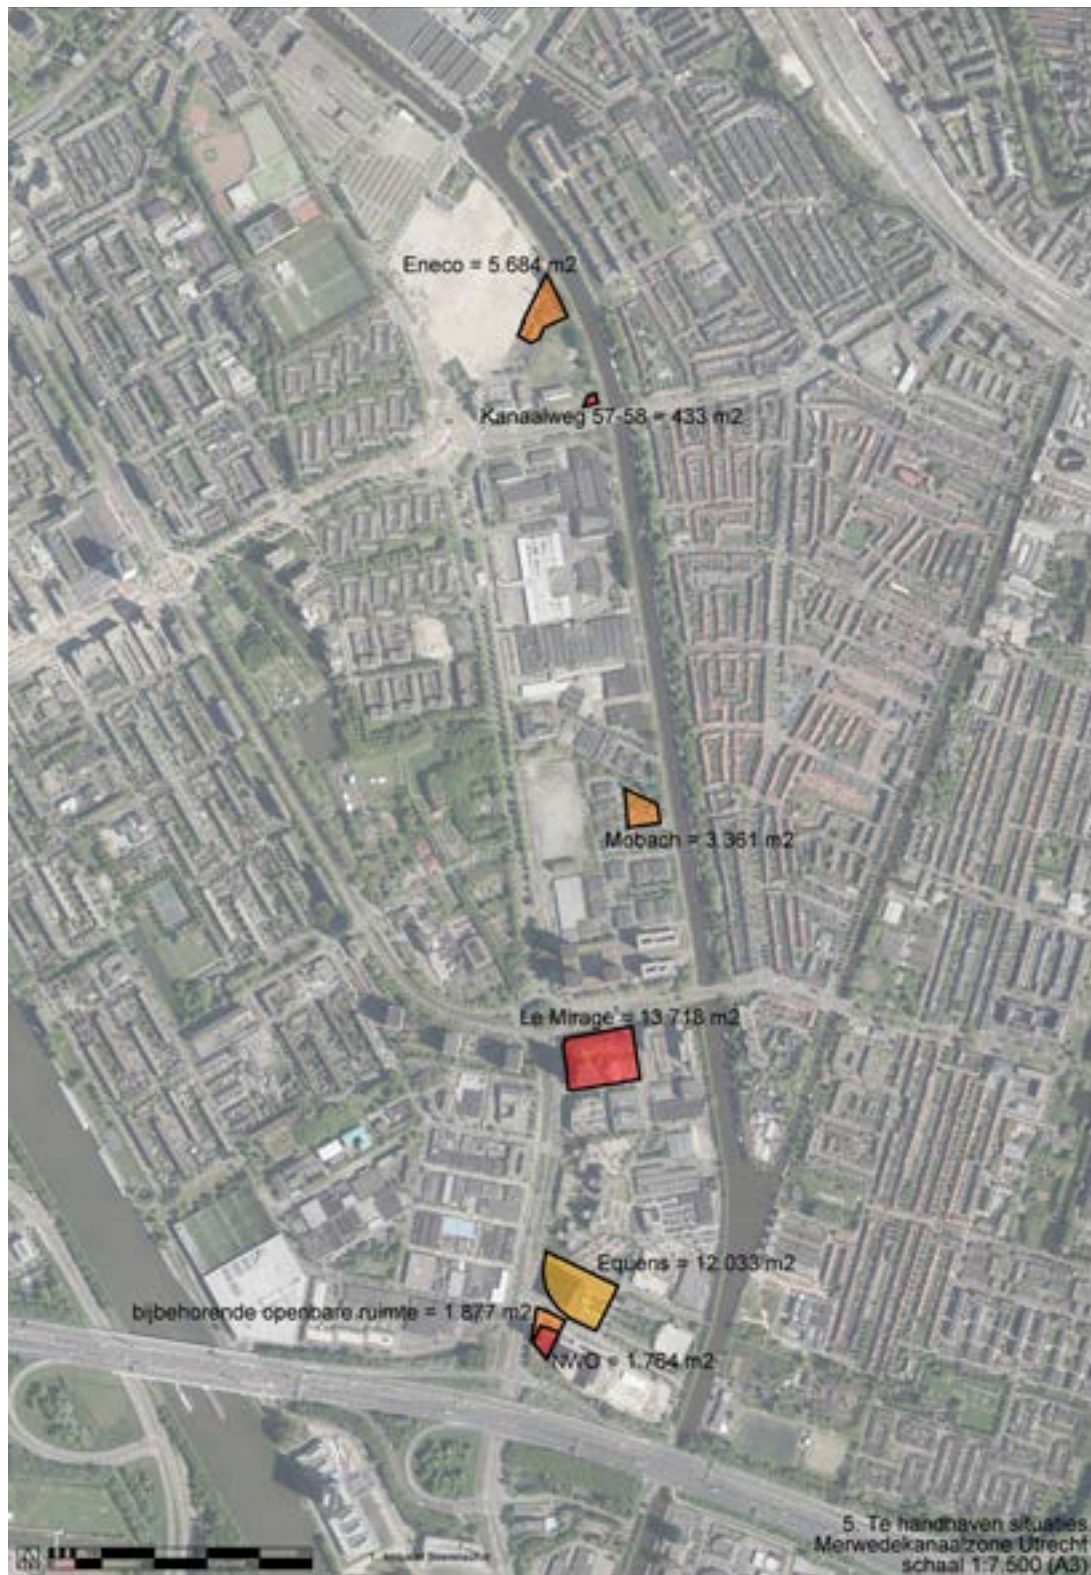 Eneco = 5.684 m2
Kanaalweg 57-58 = 433 m2
Mobach = 3.361 m2
Le Mirage = 13.718 m2
Equens = 12.033 m2
bijbehorende openbare ruimte = 1.877 m2
NWO = 1.764 m2
5. Te handhaven situaties
Merwedekanaalzone Utrecht
schaal 1:7.500 (A3)